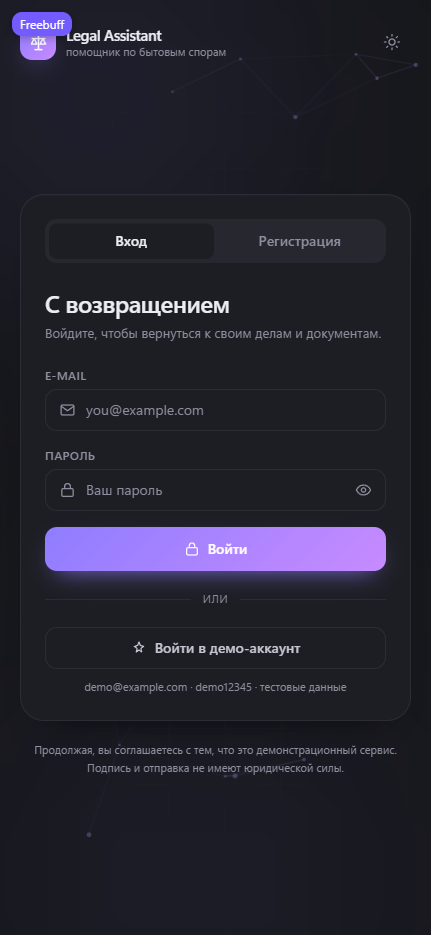 Freebuff
Legal Assistant
помощник по бытовым спорам
Вход
Регистрация
С возвращением
Войдите, чтобы вернуться к своим делам и документам.
E-MAIL
you@example.com
ПАРОЛЬ
Ваш пароль
Войти
ИЛИ
Войти в демо-аккаунт
demo@example.com · demo12345 · тестовые данные
Продолжая, вы соглашаетесь с тем, что это демонстрационный сервис.
Подпись и отправка не имеют юридической силы.